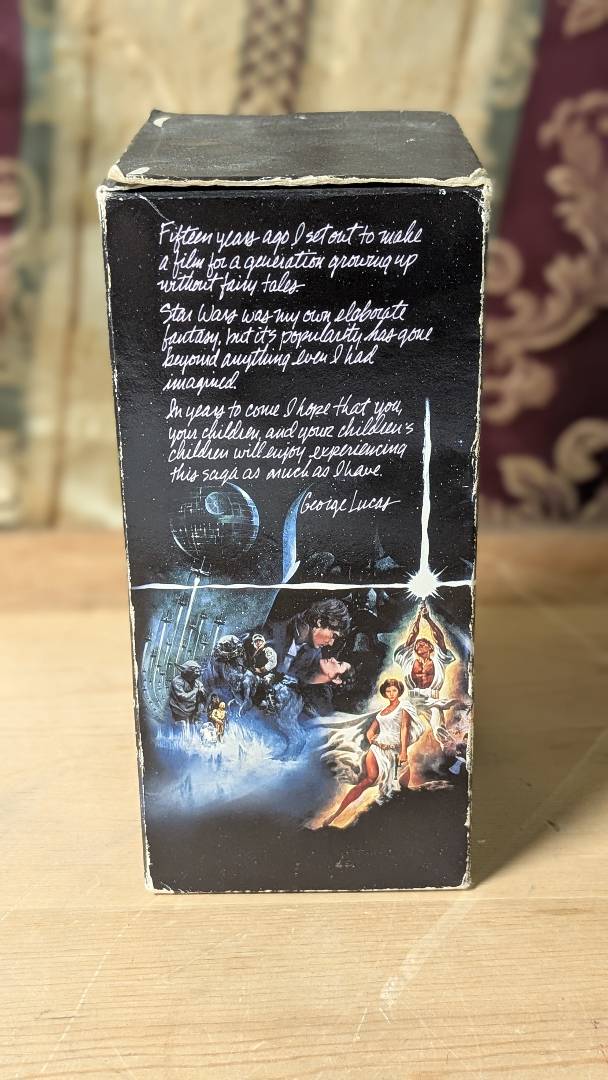 Fifteen years ago I set out to make
a film for a generation growing up
without fairy tales.
Star Wars was my own elaborate
fantasy, but it's popularity has gone
beyond anything even I had
imagined.
In years to come I hope that you,
your children, and your children's
children will enjoy experiencing
this saga as much as I have.
George Lucas